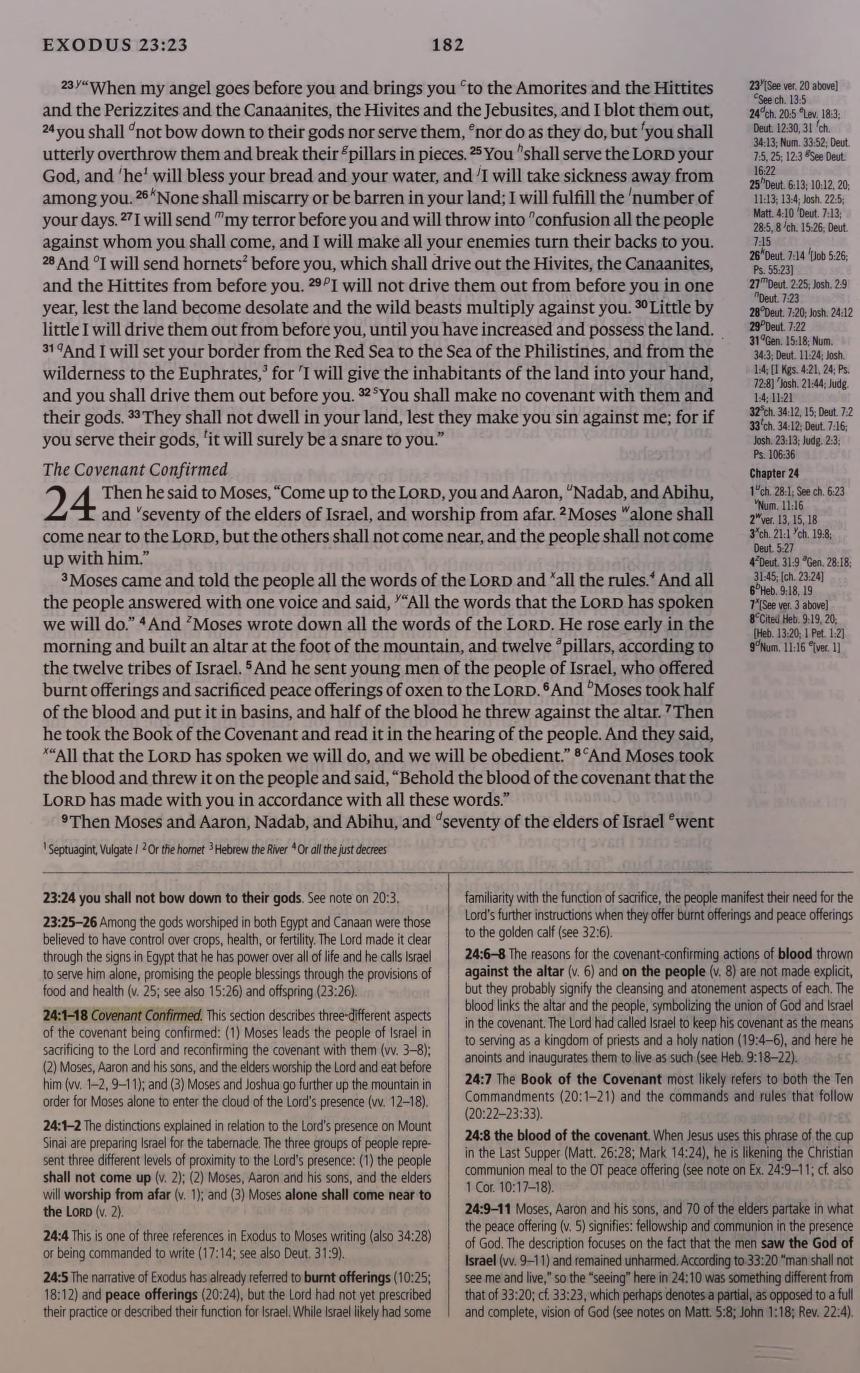 EXODUS 23:23 182
23 y“When my angel goes before you and brings you c to the Amorites and the Hittites
and the Perizzites and the Canaanites, the Hivites and the Jebusites, and I blot them out,
24 you shall d not bow down to their gods nor serve them, e nor do as they do, but f you shall
utterly overthrow them and break their g pillars in pieces. 25 You h shall serve the LORD your
God, and i he1 will bless your bread and your water, and j I will take sickness away from
among you. 26 k None shall miscarry or be barren in your land; I will fulfill the l number of
your days. 27 I will send m my terror before you and will throw into n confusion all the people
against whom you shall come, and I will make all your enemies turn their backs to you.
28 And o I will send hornets2 before you, which shall drive out the Hivites, the Canaanites,
and the Hittites from before you. 29 p I will not drive them out from before you in one
year, lest the land become desolate and the wild beasts multiply against you. 30 Little by
little I will drive them out from before you, until you have increased and possess the land.
31 q And I will set your border from the Red Sea to the Sea of the Philistines, and from the
wilderness to the Euphrates,3 for r I will give the inhabitants of the land into your hand,
and you shall drive them out before you. 32 s You shall make no covenant with them and
their gods. 33 They shall not dwell in your land, lest they make you sin against me; for if
you serve their gods, t it will surely be a snare to you.”
The Covenant Confirmed
24 Then he said to Moses, “Come up to the LORD, you and Aaron, u Nadab, and Abihu,
and v seventy of the elders of Israel, and worship from afar. 2 Moses w alone shall
come near to the LORD, but the others shall not come near, and the people shall not come
up with him.”
3 Moses came and told the people all the words of the LORD and x all the rules.4 And all
the people answered with one voice and said, y “All the words that the LORD has spoken
we will do.” 4 And z Moses wrote down all the words of the LORD. He rose early in the
morning and built an altar at the foot of the mountain, and twelve a pillars, according to
the twelve tribes of Israel. 5 And he sent young men of the people of Israel, who offered
burnt offerings and sacrificed peace offerings of oxen to the LORD. 6 And b Moses took half
of the blood and put it in basins, and half of the blood he threw against the altar. 7 Then
he took the Book of the Covenant and read it in the hearing of the people. And they said,
x “All that the LORD has spoken we will do, and we will be obedient.” 8 c And Moses took
the blood and threw it on the people and said, “Behold the blood of the covenant that the
LORD has made with you in accordance with all these words.”
9 Then Moses and Aaron, Nadab, and Abihu, and d seventy of the elders of Israel e went
1 Septuagint, Vulgate I 2 Or the hornet 3 Hebrew the River 4 Or all the just decrees
23 y [See ver. 20 above]
c See ch. 13:5
24 d ch. 20:5 e Lev. 18:3;
Deut. 12:30, 31 f ch.
34:13; Num. 33:52; Deut.
7:5, 25; 12:3 g See Deut.
16:22
25 h Deut. 6:13; 10:12, 20;
11:13; 13:4; Josh. 22:5;
Matt. 4:10 i Deut. 7:13;
28:5, 8 j ch. 15:26; Deut.
7:15
26 k Deut. 7:14 l [Job 5:26;
Ps. 55:23]
27 m Deut. 2:25; Josh. 2:9
n Deut. 7:23
28 o Deut. 7:20; Josh. 24:12
29 p Deut. 7:22
31 q Gen. 15:18; Num.
34:3; Deut. 11:24; Josh.
1:4; [1 Kgs. 4:21, 24; Ps.
72:8] r Josh. 21:44; Judg.
1:4; 11:21
32 s ch. 34:12, 15; Deut. 7:2
33 t ch. 34:12; Deut. 7:16;
Josh. 23:13; Judg. 2:3;
Ps. 106:36
Chapter 24
1 u ch. 28:1; See ch. 6:23
v Num. 11:16
2 w ver. 13, 15, 18
3 x ch. 21:1 y ch. 19:8;
Deut. 5:27
4 z Deut. 31:9 a Gen. 28:18;
31:45; [ch. 23:24]
6 b Heb. 9:18, 19
7 x [See ver. 3 above]
8 c Cited Heb. 9:19, 20;
[Heb. 13:20; 1 Pet. 1:2]
9 d Num. 11:16 e [ver. 1]
23:24 you shall not bow down to their gods. See note on 20:3.
23:25–26 Among the gods worshiped in both Egypt and Canaan were those
believed to have control over crops, health, or fertility. The Lord made it clear
through the signs in Egypt that he has power over all of life and he calls Israel
to serve him alone, promising the people blessings through the provisions of
food and health (v. 25; see also 15:26) and offspring (23:26).
24:1–18 Covenant Confirmed. This section describes three different aspects
of the covenant being confirmed: (1) Moses leads the people of Israel in
sacrificing to the Lord and reconfirming the covenant with them (vv. 3–8);
(2) Moses, Aaron and his sons, and the elders worship the Lord and eat before
him (vv. 1–2, 9–11); and (3) Moses and Joshua go further up the mountain in
order for Moses alone to enter the cloud of the Lord’s presence (vv. 12–18).
24:1–2 The distinctions explained in relation to the Lord’s presence on Mount
Sinai are preparing Israel for the tabernacle. The three groups of people repre-
sent three different levels of proximity to the Lord’s presence: (1) the people
shall not come up (v. 2); (2) Moses, Aaron and his sons, and the elders
will worship from afar (v. 1); and (3) Moses alone shall come near to
the LORD (v. 2).
24:4 This is one of three references in Exodus to Moses writing (also 34:28)
or being commanded to write (17:14; see also Deut. 31:9).
24:5 The narrative of Exodus has already referred to burnt offerings (10:25;
18:12) and peace offerings (20:24), but the Lord had not yet prescribed
their practice or described their function for Israel. While Israel likely had some
familiarity with the function of sacrifice, the people manifest their need for the
Lord’s further instructions when they offer burnt offerings and peace offerings
to the golden calf (see 32:6).
24:6–8 The reasons for the covenant-confirming actions of blood thrown
against the altar (v. 6) and on the people (v. 8) are not made explicit,
but they probably signify the cleansing and atonement aspects of each. The
blood links the altar and the people, symbolizing the union of God and Israel
in the covenant. The Lord had called Israel to keep his covenant as the means
to serving as a kingdom of priests and a holy nation (19:4–6), and here he
anoints and inaugurates them to live as such (see Heb. 9:18–22).
24:7 The Book of the Covenant most likely refers to both the Ten
Commandments (20:1–21) and the commands and rules that follow
(20:22–23:33).
24:8 the blood of the covenant. When Jesus uses this phrase of the cup
in the Last Supper (Matt. 26:28; Mark 14:24), he is likening the Christian
communion meal to the OT peace offering (see note on Ex. 24:9–11; cf. also
1 Cor. 10:17–18).
24:9–11 Moses, Aaron and his sons, and 70 of the elders partake in what
the peace offering (v. 5) signifies: fellowship and communion in the presence
of God. The description focuses on the fact that the men saw the God of
Israel (vv. 9–11) and remained unharmed. According to 33:20 “man shall not
see me and live,” so the “seeing” here in 24:10 was something different from
that of 33:20; cf. 33:23, which perhaps denotes a partial, as opposed to a full
and complete, vision of God (see notes on Matt. 5:8; John 1:18; Rev. 22:4).